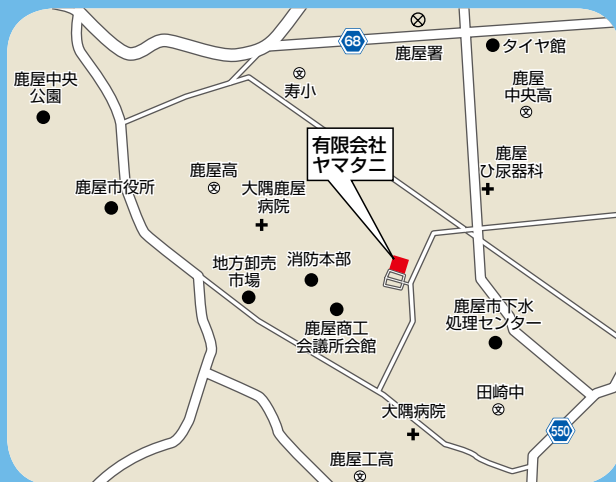 68
鹿屋署
タイヤ館
鹿屋中央
公園
寿小
鹿屋
中央高
有限会社
ヤマタニ
鹿屋
ひ尿器科
鹿屋高
鹿屋市役所
大隅鹿屋
病院
地方卸売
市場
消防本部
鹿屋商工
会議所会館
鹿屋市下水
処理センター
田崎中
大隅病院
550
鹿屋工高